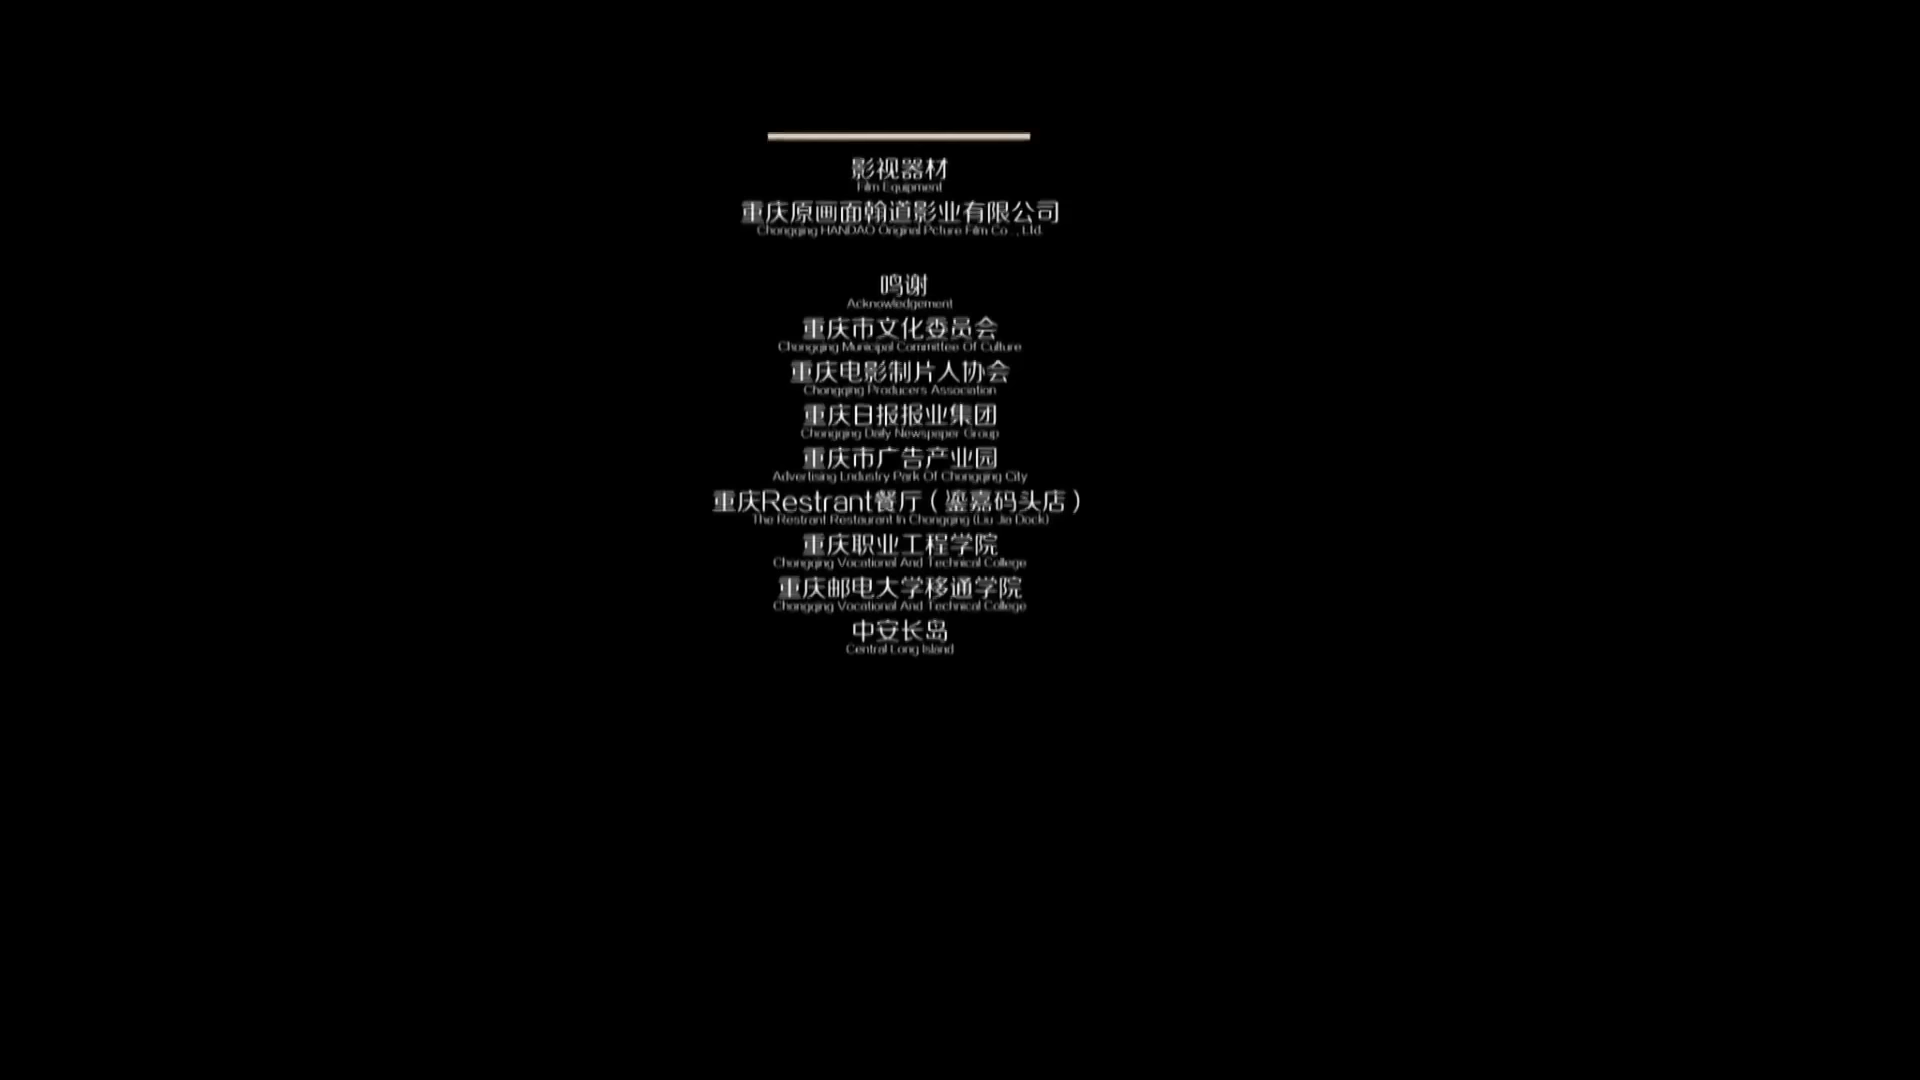 影视器材
Film Equipment
重庆原画面翰道影业有限公司
Chongqing HANDAO Original Pcture Film Co . , Ltd.
鸣谢
Acknowledgement
重庆市文化委员会
Chongqing Municipal Committee Of Culture
重庆电影制片人协会
Chongqing Producers Association
重庆日报报业集团
Chongqing Daily Newspaper Group
重庆市广告产业园
Advertising Lndustry Park Of Chongqing City
重庆Restrant餐厅（鎏嘉码头店）
The Restrant Restaurant In Chongqing (Liu Jia Dock)
重庆职业工程学院
Chongqing Vocational And Technical College
重庆邮电大学移通学院
Chongqing Vocational And Technical College
中安长岛
Central Long Island